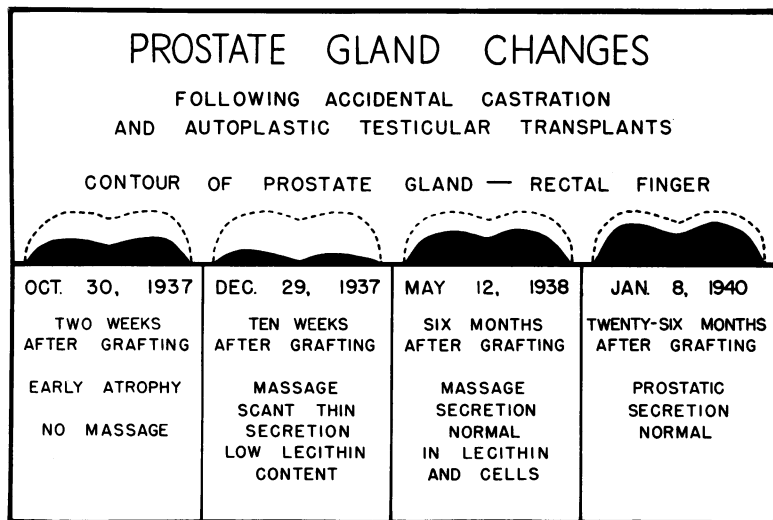 PROSTATE GLAND CHANGES
FOLLOWING ACCIDENTAL CASTRATION
AND AUTOPLASTIC TESTICULAR TRANSPLANTS
CONTOUR OF PROSTATE GLAND — RECTAL FINGER
OCT. 30, 1937
TWO WEEKS
AFTER GRAFTING
EARLY ATROPHY
NO MASSAGE
DEC. 29, 1937
TEN WEEKS
AFTER GRAFTING
MASSAGE
SCANT THIN
SECRETION
LOW LECITHIN
CONTENT
MAY 12, 1938
SIX MONTHS
AFTER GRAFTING
MASSAGE
SECRETION
NORMAL
IN LECITHIN
AND CELLS
JAN. 8, 1940
TWENTY-SIX MONTHS
AFTER GRAFTING
PROSTATIC
SECRETION
NORMAL